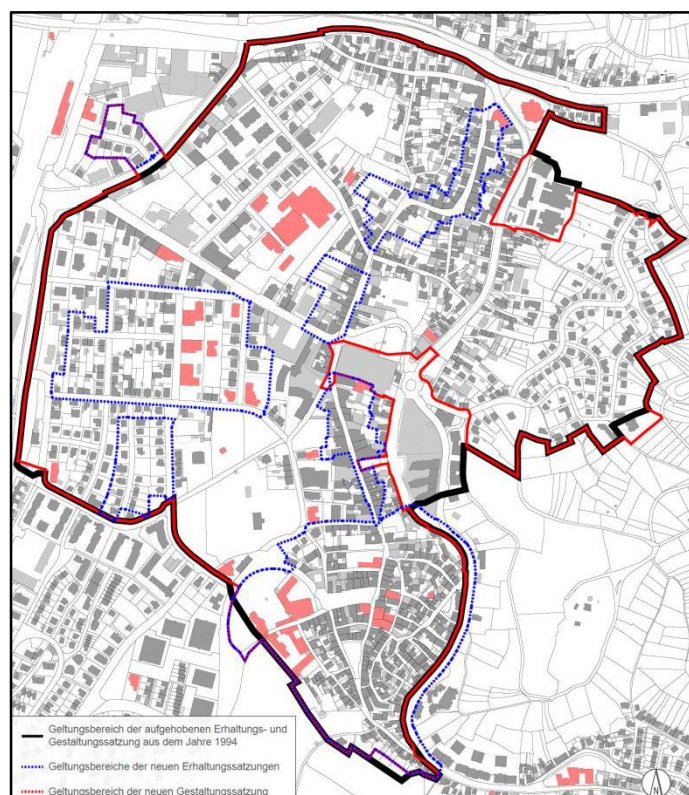 Geltungsbereich der aufgehobenen Erhaltungs- und
Gestaltungssatzung aus dem Jahre 1994
Geltungsbereiche der neuen Erhaltungssatzungen
Geltungsbereich der neuen Gestaltungssatzung
N